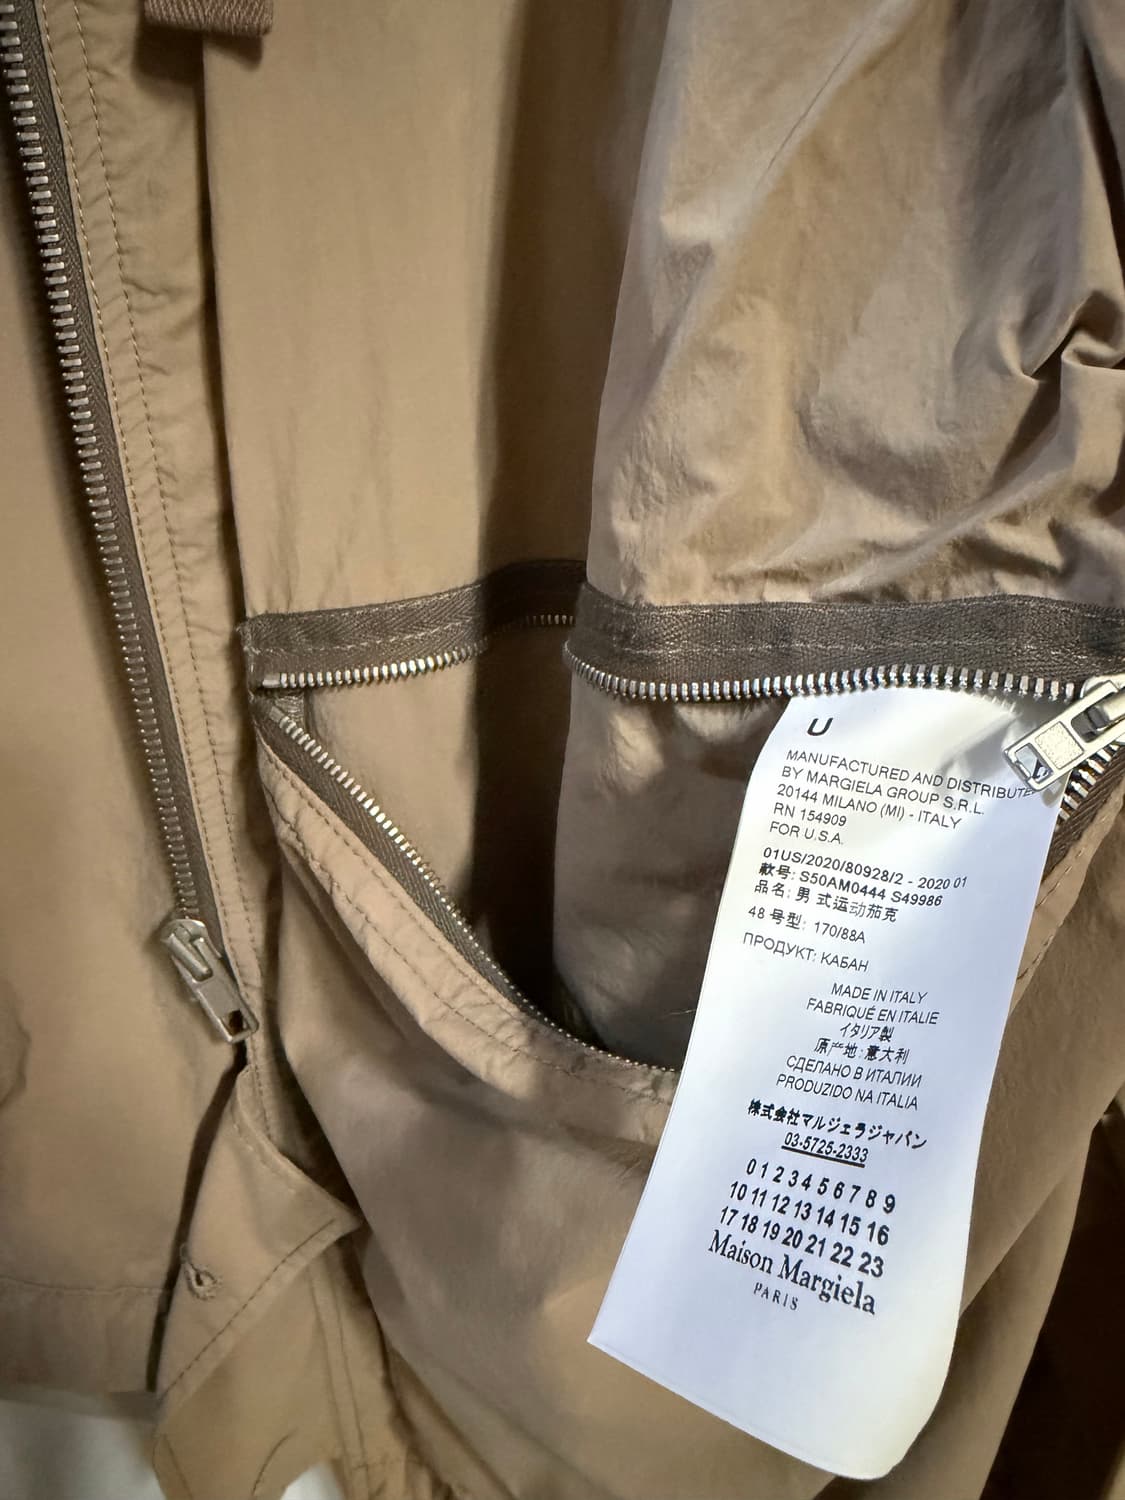 U
MANUFACTURED AND DISTRIBUTE
BY MARGIELA GROUP S.R.L.
20144 MILANO (MI) - ITALY
RN 154909
FOR U.S.A.
01US/2020/80928/2 - 2020 01
款号: S50AM0444 S49986
品名: 男 式运动茄克
48 号型: 170/88A
ПРОДУКТ: КАБАН
MADE IN ITALY
FABRIQUÉ EN ITALIE
イタリア製
原产地: 意大利
СДЕЛАНО В ИТАЛИИ
PRODUZIDO NA ITALIA
株式会社マルジェラジャパン
03-5725-2333
0 1 2 3 4 5 6 7 8 9
10 11 12 13 14 15 16
17 18 19 20 21 22 23
Maison Margiela
PARIS